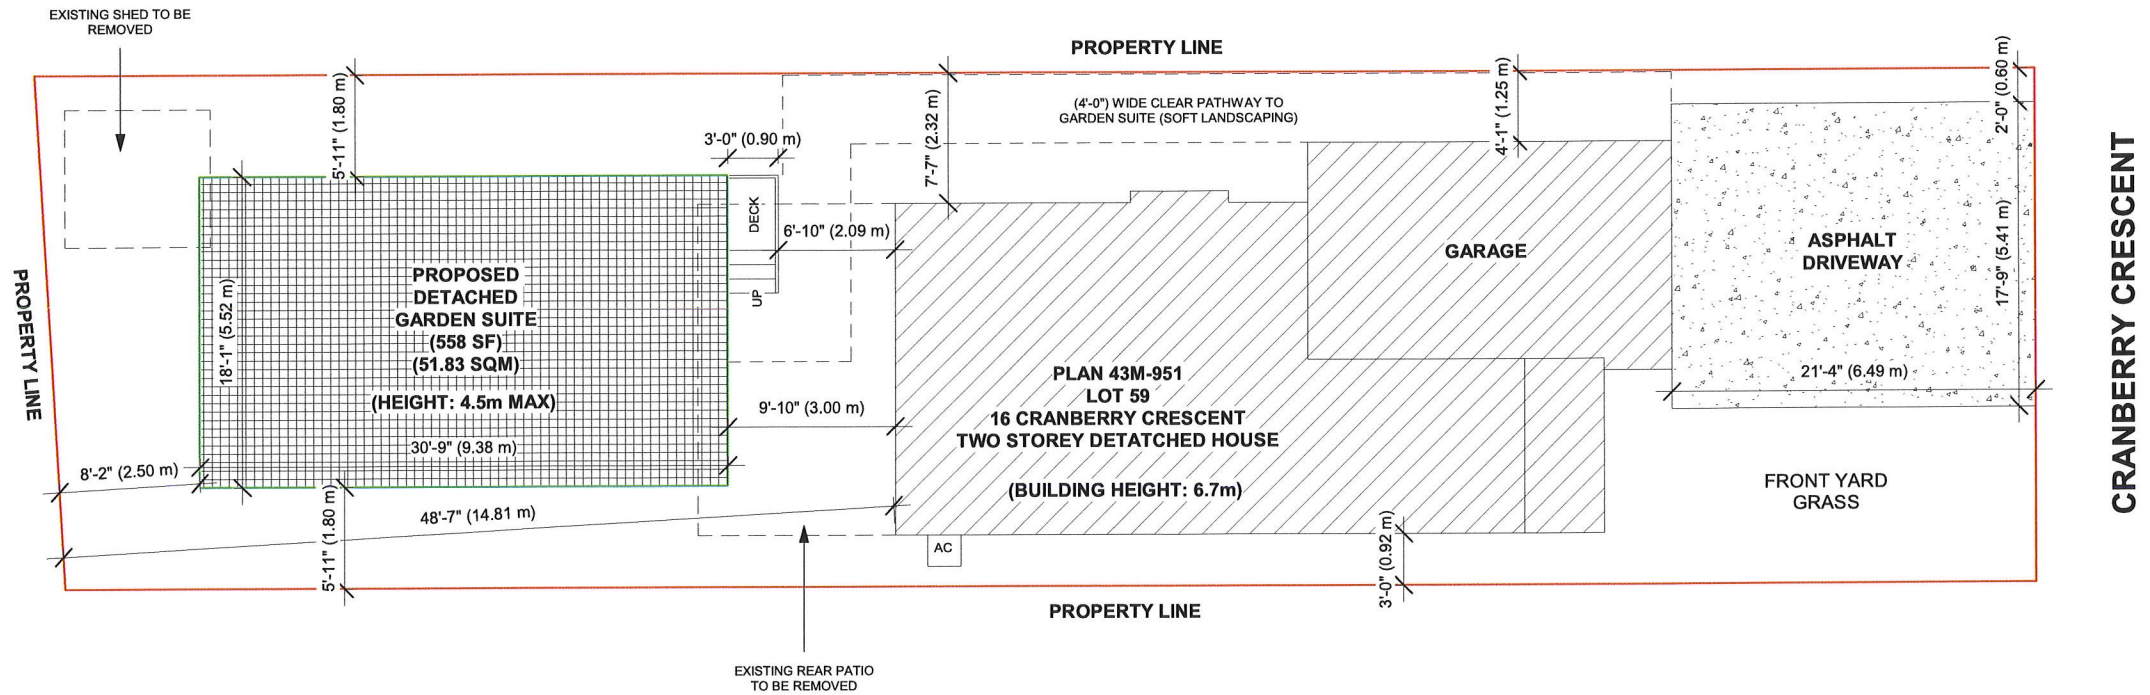 EXISTING SHED TO BE
REMOVED
PROPERTY LINE
5'-11" (1.80 m)
3'-0" (0.90 m)
7'-7" (2.32 m)
(4'-0") WIDE CLEAR PATHWAY TO
GARDEN SUITE (SOFT LANDSCAPING)
4'-1" (1.25 m)
2'-0" (0.60 m)
DECK
UP
6'-10" (2.09 m)
GARAGE
ASPHALT
DRIVEWAY
17'-9" (5.41 m)
CRANBERRY CRESCENT
PROPERTY LINE
18'-1" (5.52 m)
PROPOSED
DETACHED
GARDEN SUITE
(558 SF)
(51.83 SQM)
(HEIGHT: 4.5m MAX)
30'-9" (9.38 m)
9'-10" (3.00 m)
PLAN 43M-951
LOT 59
16 CRANBERRY CRESCENT
TWO STOREY DETATCHED HOUSE
(BUILDING HEIGHT: 6.7m)
21'-4" (6.49 m)
8'-2" (2.50 m)
48'-7" (14.81 m)
5'-11" (1.80 m)
AC
3'-0" (0.92 m)
FRONT YARD
GRASS
PROPERTY LINE
EXISTING REAR PATIO
TO BE REMOVED